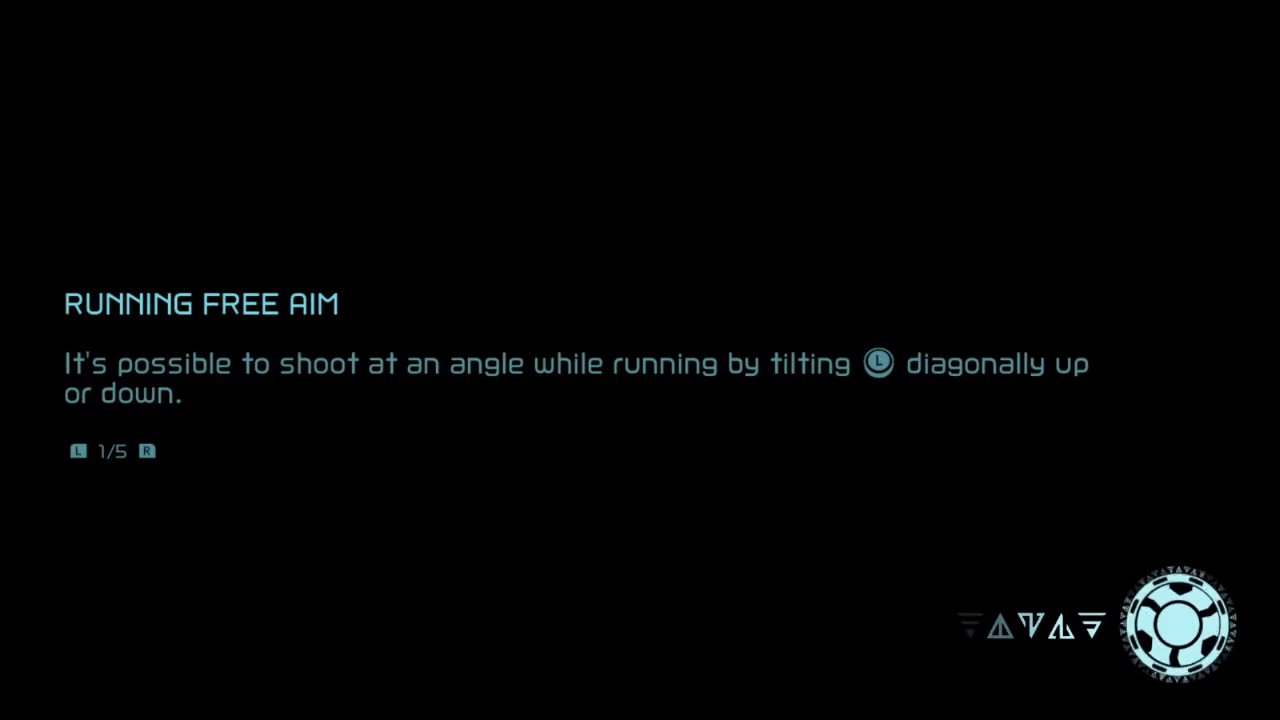 RUNNING FREE AIM
It's possible to shoot at an angle while running by tilting L diagonally up
or down.
L 1/5 R